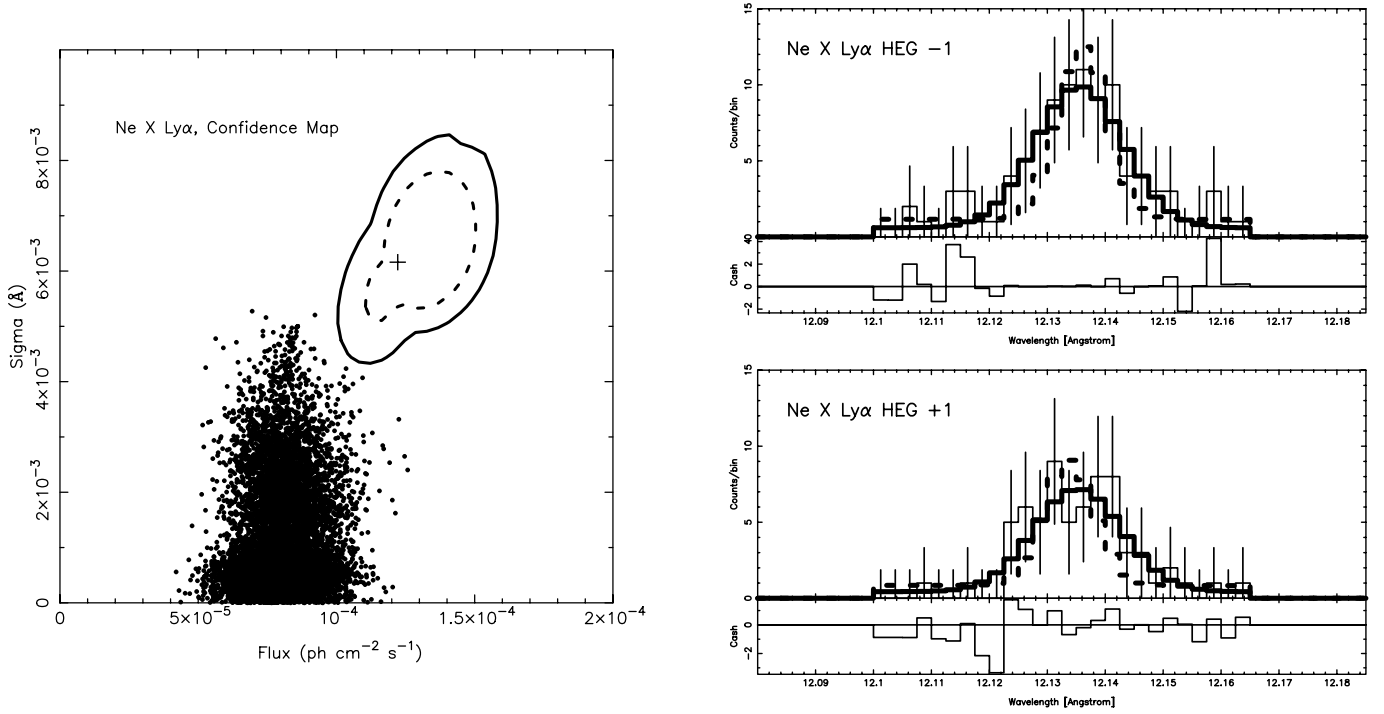 Ne X Lyα, Confidence Map
Sigma (Å)
8×10⁻³
6×10⁻³
4×10⁻³
2×10⁻³
0
0 5×10⁻⁵ 10⁻⁴ 1.5×10⁻⁴ 2×10⁻⁴
Flux (ph cm⁻² s⁻¹)
Ne X Lyα HEG −1
Counts/bin
15
10
5
0
Cash
4
2
0
−2
12.09 12.1 12.11 12.12 12.13 12.14 12.15 12.16 12.17 12.18
Wavelength [Angstrom]
Ne X Lyα HEG +1
Counts/bin
15
10
5
0
Cash
0
−2
12.09 12.1 12.11 12.12 12.13 12.14 12.15 12.16 12.17 12.18
Wavelength [Angstrom]